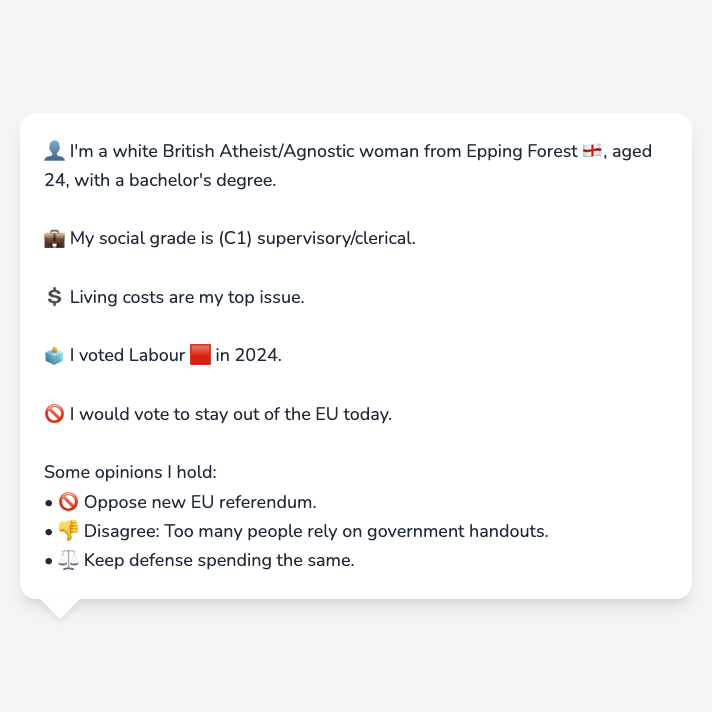 👤 I'm a white British Atheist/Agnostic woman from Epping Forest 🏴󠁧󠁢󠁥󠁮󠁧󠁿, aged
24, with a bachelor's degree.
💼 My social grade is (C1) supervisory/clerical.
💲 Living costs are my top issue.
🗳️ I voted Labour 🟥 in 2024.
🚫 I would vote to stay out of the EU today.
Some opinions I hold:
• 🚫 Oppose new EU referendum.
• 👎 Disagree: Too many people rely on government handouts.
• ⚖️ Keep defense spending the same.